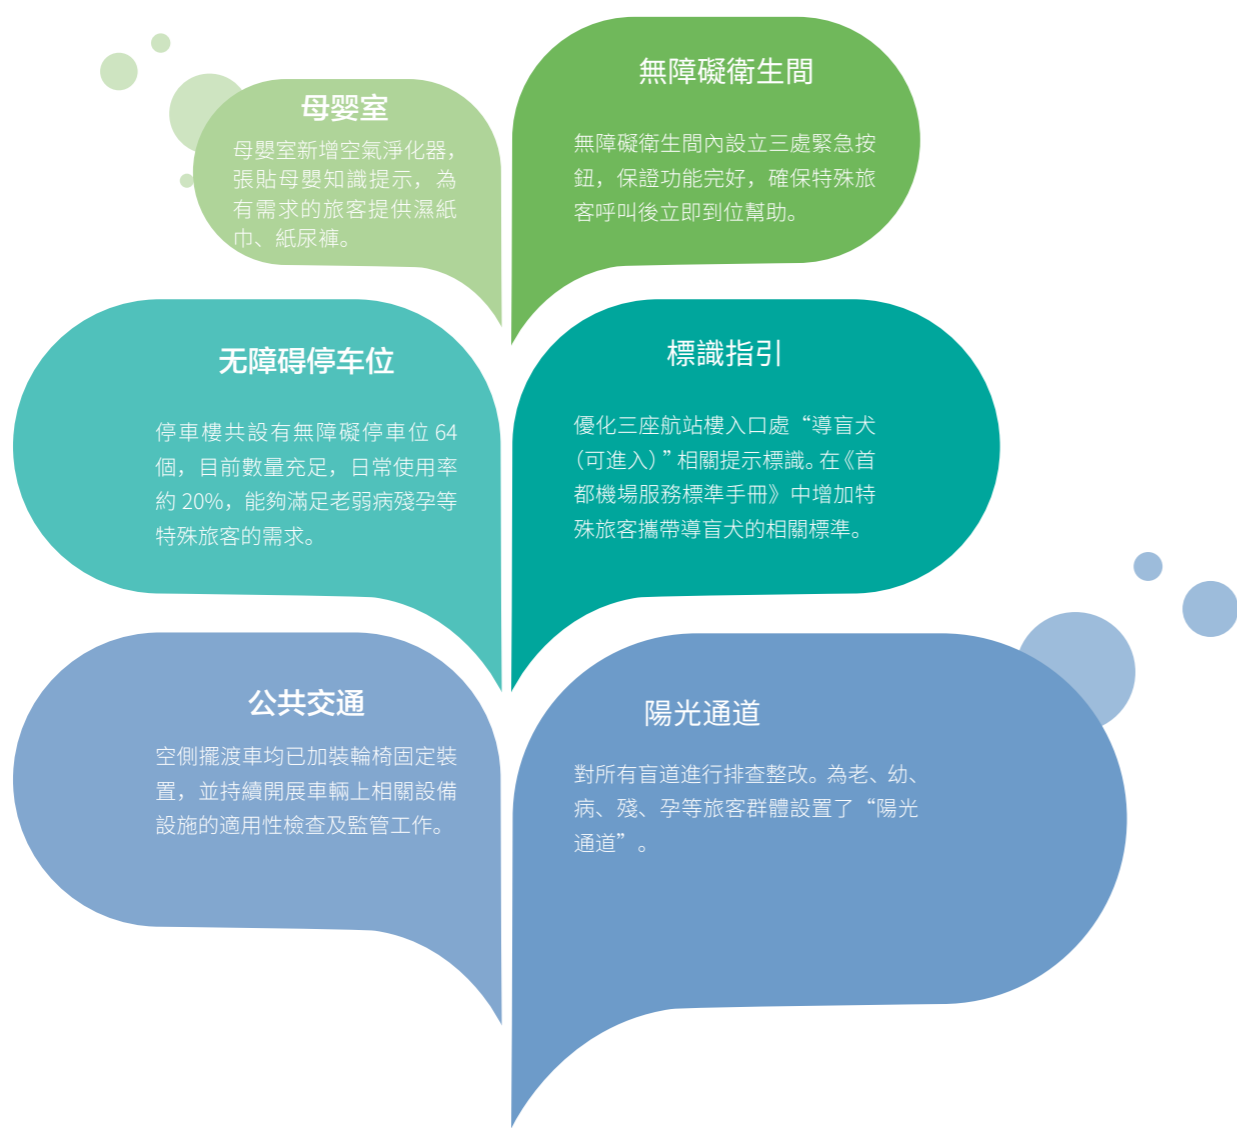 母婴室
母嬰室新增空氣淨化器，
張貼母嬰知識提示，為
有需求的旅客提供濕紙
巾、紙尿褲。
無障礙衛生間
無障礙衛生間內設立三處緊急按
鈕，保證功能完好，確保特殊旅
客呼叫後立即到位幫助。
无障碍停车位
停車樓共設有無障礙停車位 64
個，目前數量充足，日常使用率
約 20%，能夠滿足老弱病殘孕等
特殊旅客的需求。
標識指引
優化三座航站樓入口處“導盲犬
（可進入）”相關提示標識。在《首
都機場服務標準手冊》中增加特
殊旅客攜帶導盲犬的相關標準。
公共交通
空側擺渡車均已加裝輪椅固定裝
置，並持續開展車輛上相關設備
設施的適用性檢查及監管工作。
陽光通道
對所有盲道進行排查整改。為老、幼、
病、殘、孕等旅客群體設置了“陽光
通道”。